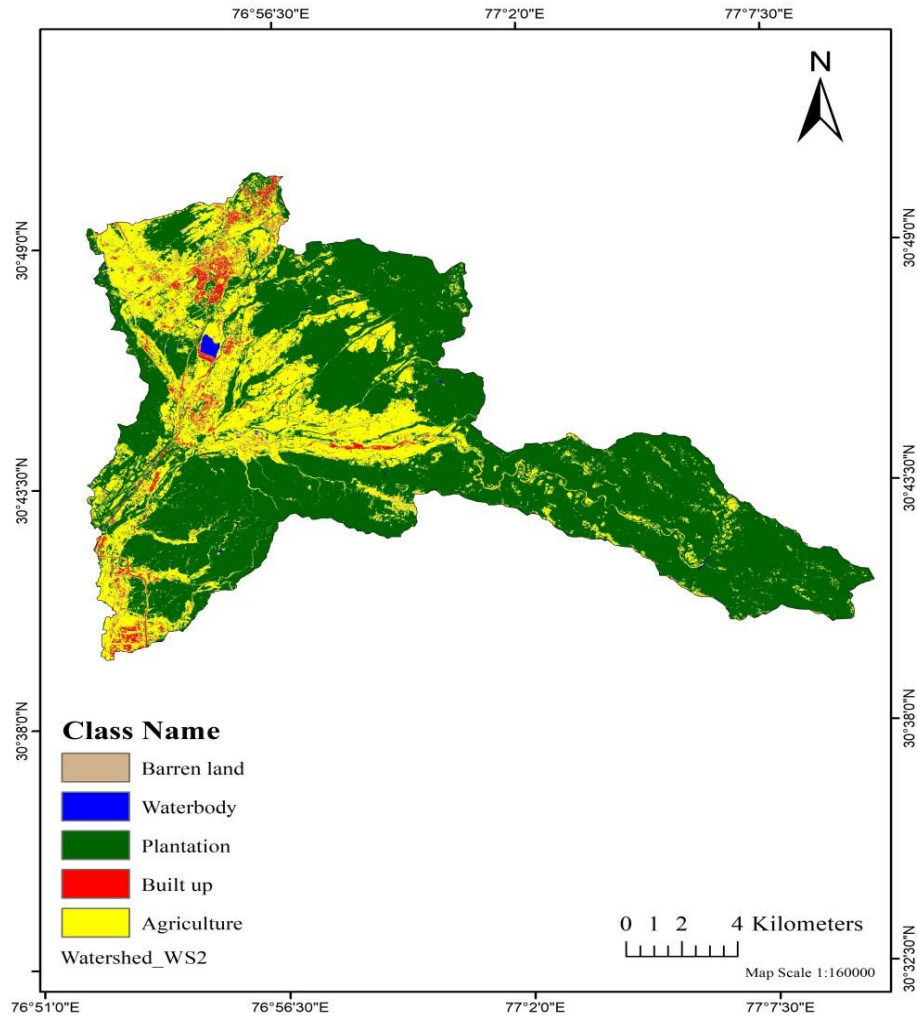 76°56'30"E 77°2'0"E 77°7'30"E
N
30°49'0"N 30°49'0"N
30°43'30"N 30°43'30"N
30°38'0"N 30°38'0"N
30°32'30"N
Class Name
Barren land
Waterbody
Plantation
Built up
Agriculture
Watershed_WS2
0 1 2 4 Kilometers
Map Scale 1:160000
76°51'0"E 76°56'30"E 77°2'0"E 77°7'30"E